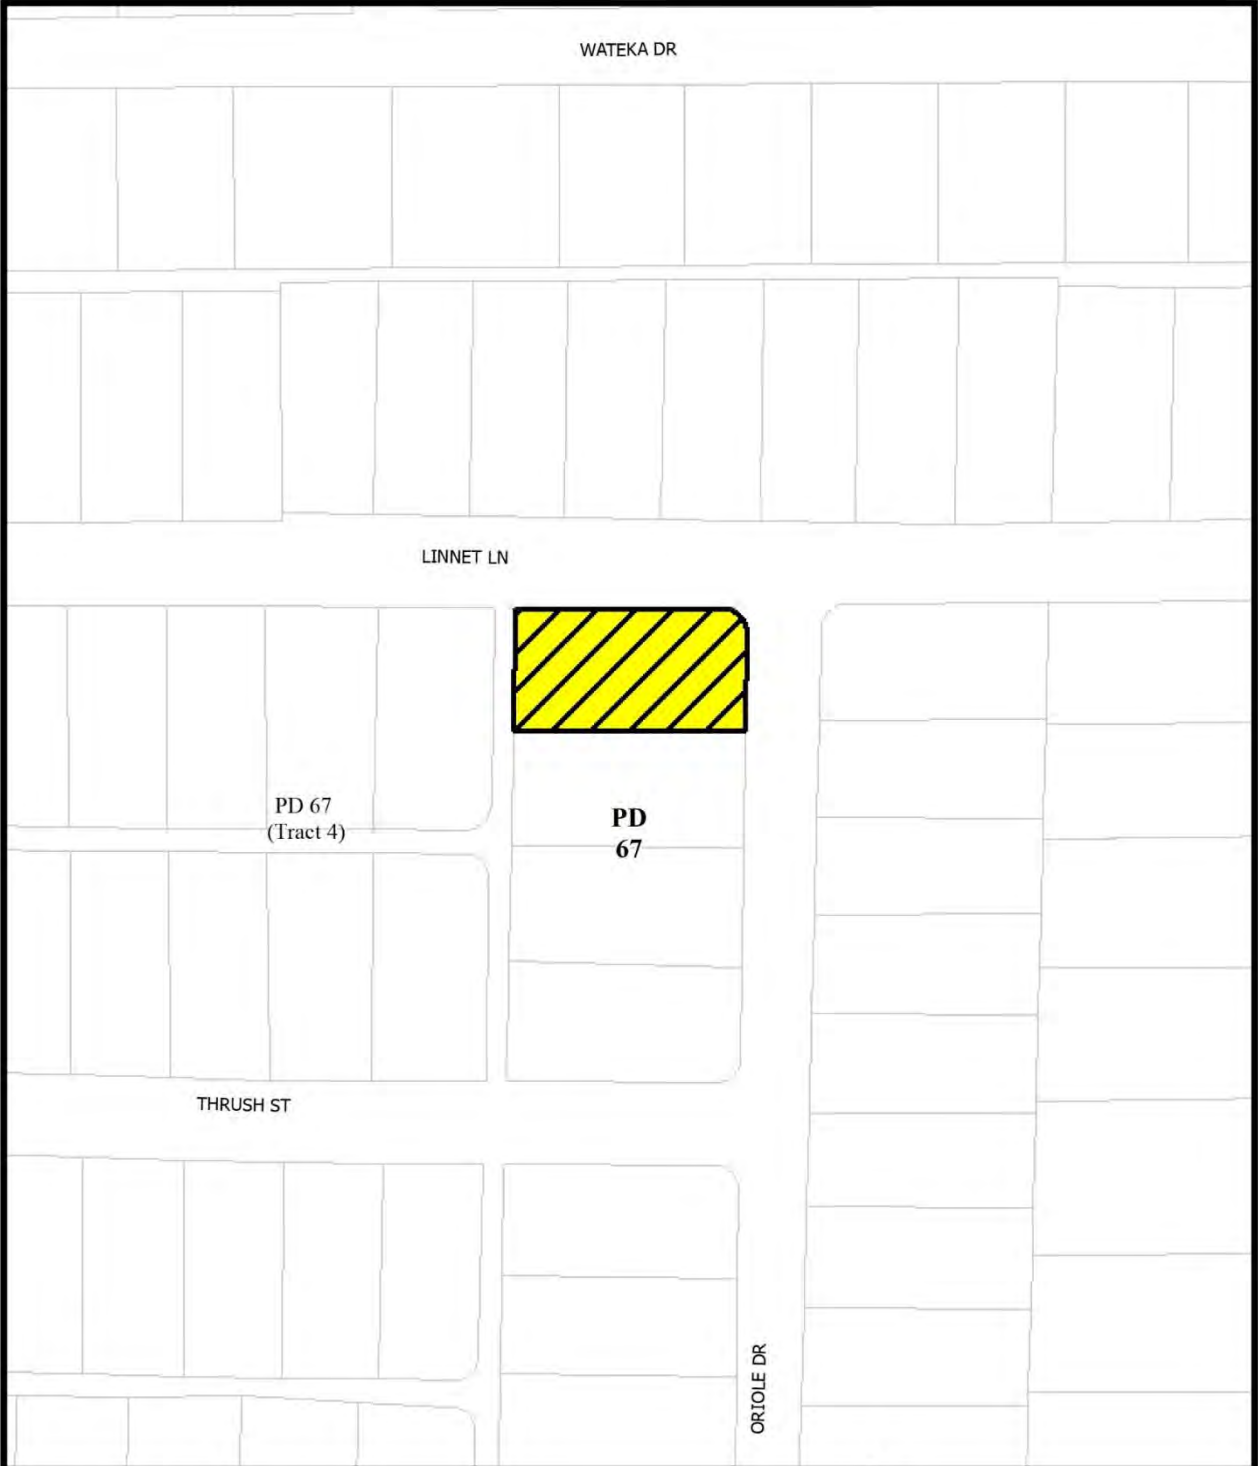 WATEKA DR
LINNET LN
PD 67
(Tract 4)
PD
67
THRUSH ST
ORIOLE DR